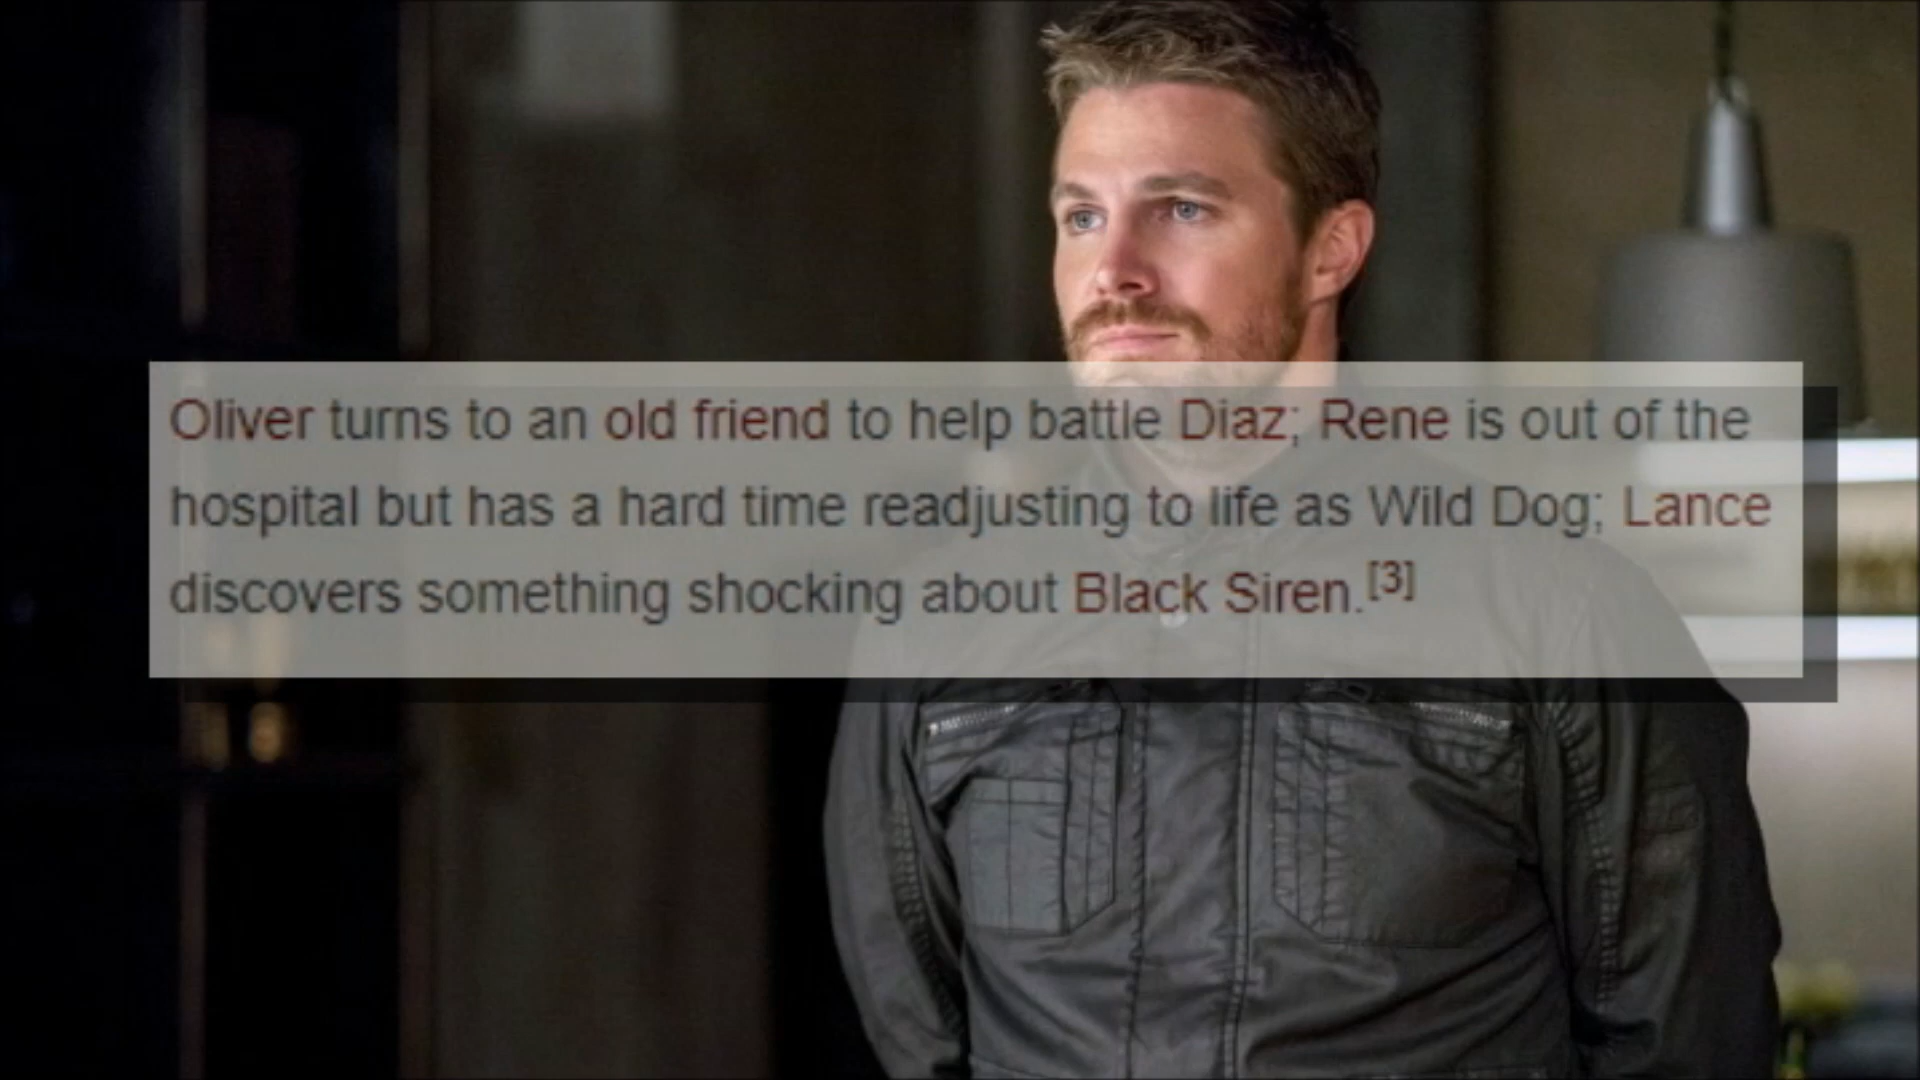 Oliver turns to an old friend to help battle Diaz; Rene is out of the
hospital but has a hard time readjusting to life as Wild Dog; Lance
discovers something shocking about Black Siren.[3]